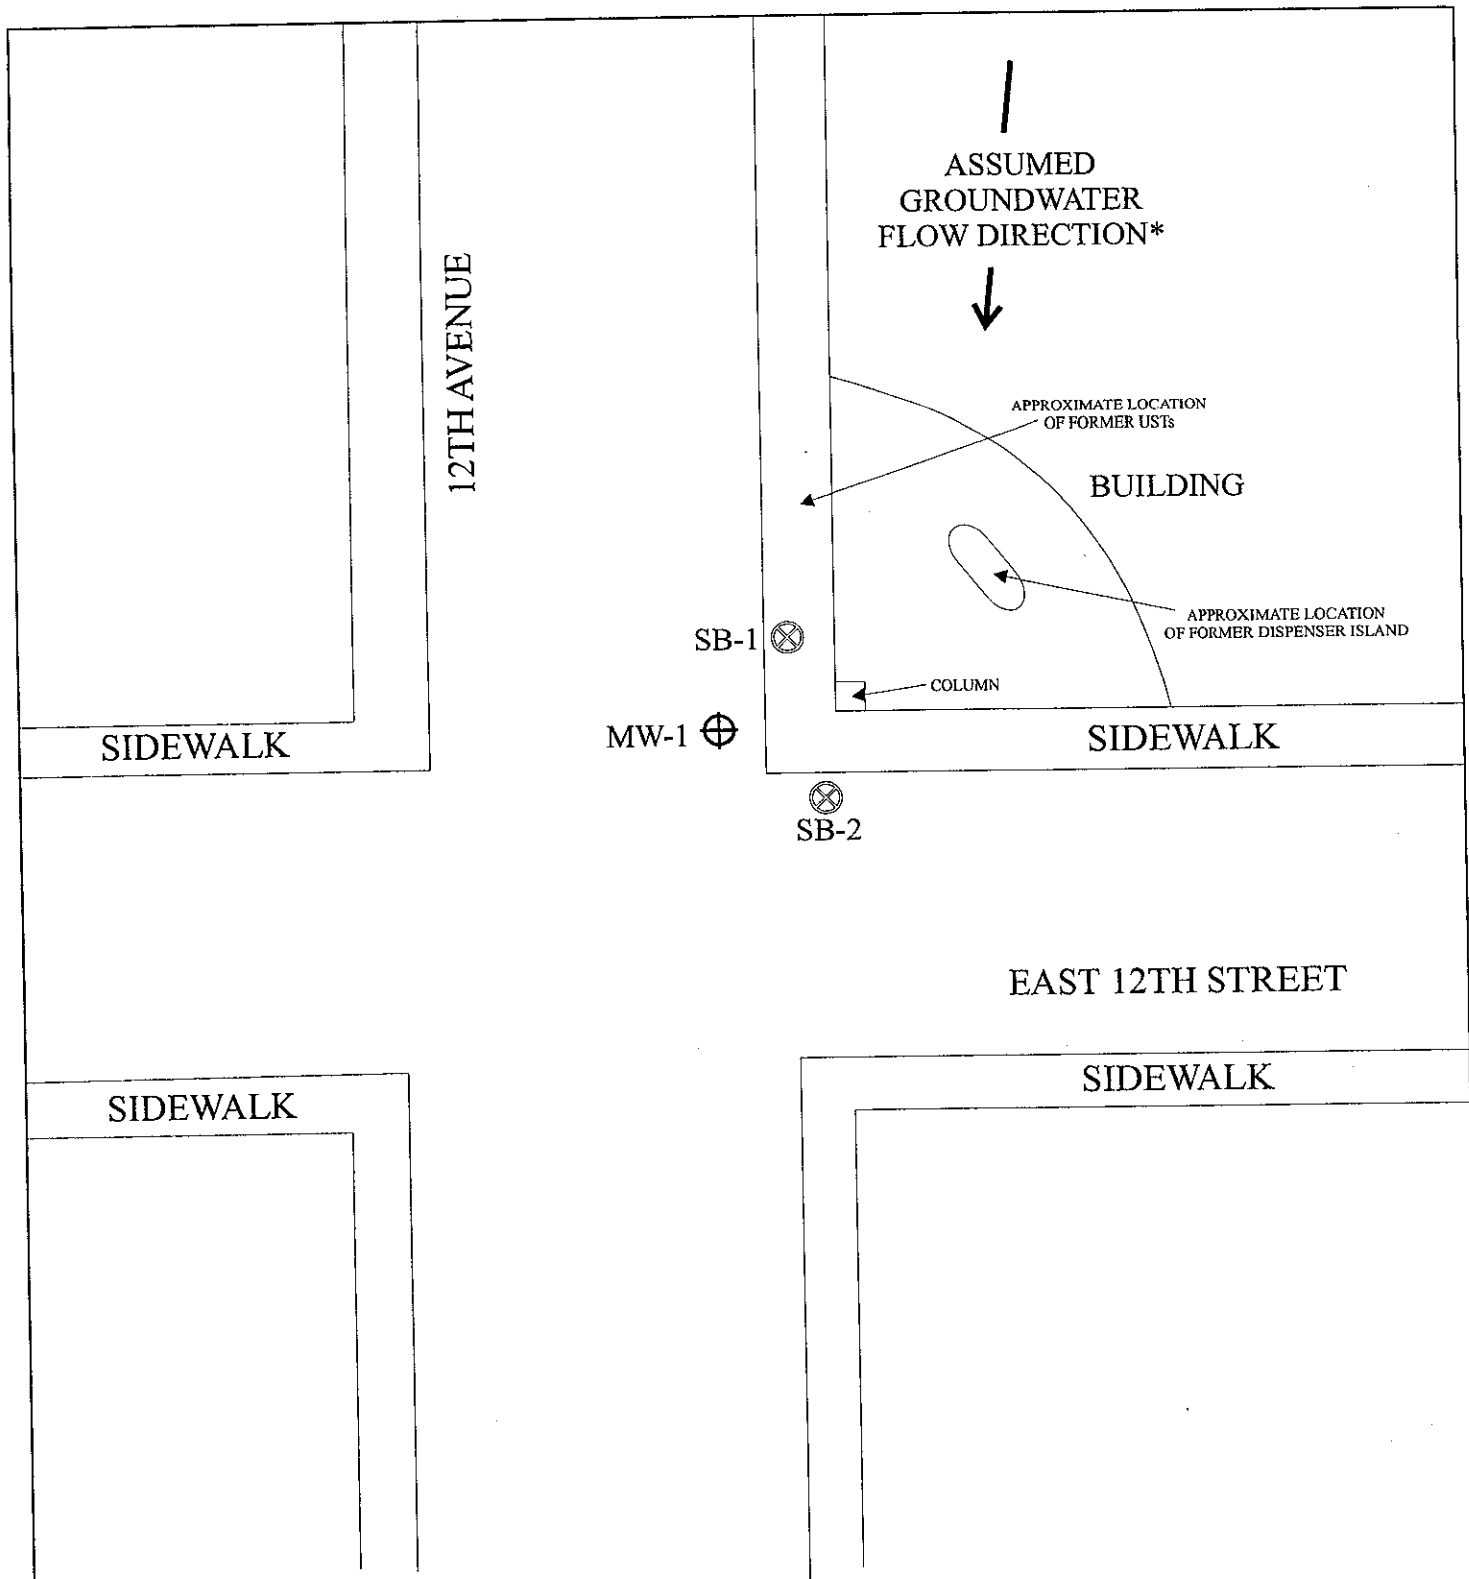 ASSUMED
GROUNDWATER
FLOW DIRECTION*
12TH AVENUE
APPROXIMATE LOCATION
OF FORMER USTs
BUILDING
APPROXIMATE LOCATION
OF FORMER DISPENSER ISLAND
SB-1
COLUMN
MW-1
SIDEWALK
SIDEWALK
SB-2
EAST 12TH STREET
SIDEWALK
SIDEWALK